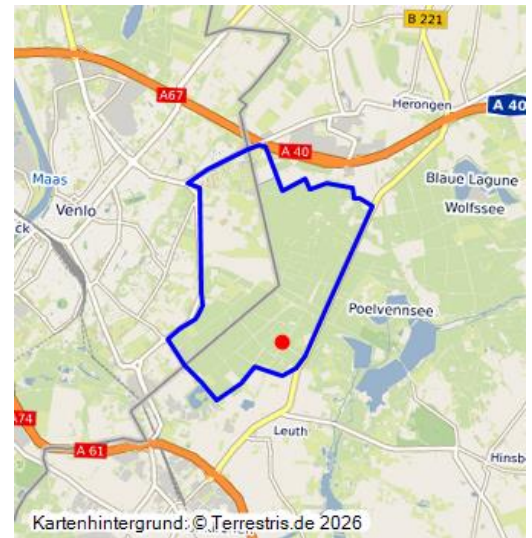 B 221
A67
Herongen
A 40
A 40
Maas
Blaue Lagune
Venlo
Wolfssee
ck
Poelvennsee
A74
Leuth
A 61
Hinsb
Kartenhintergrund: © Terrestris.de 2026